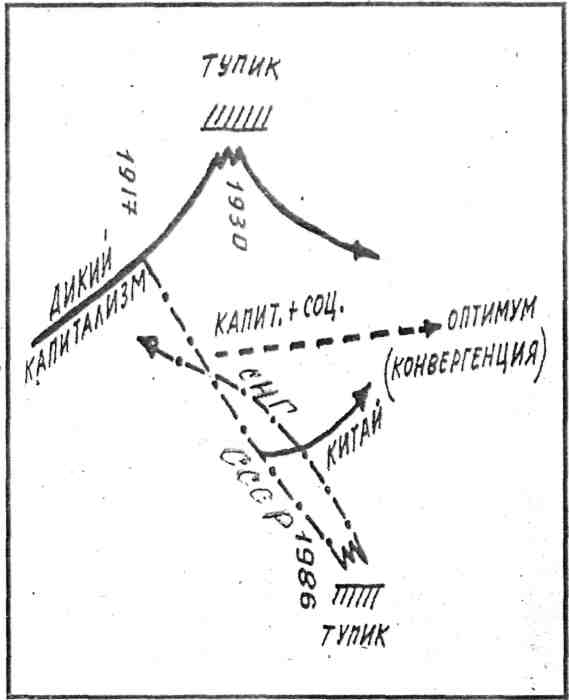 ТУПИК
1917
1930
ДИКИЙ
КАПИТАЛИЗМ
КАПИТ. + СОЦ.
ОПТИМУМ
(КОНВЕРГЕНЦИЯ)
СНГ
КИТАЙ
СССР
1986
ТУПИК